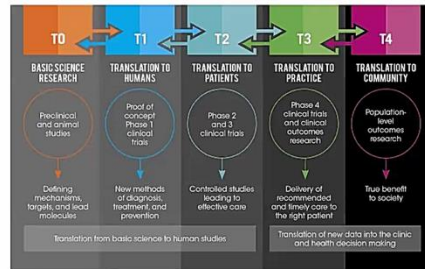 T0
T1
T2
T3
T4
BASIC SCIENCE
RESEARCH
TRANSLATION TO
HUMANS
TRANSLATION TO
PATIENTS
TRANSLATION TO
PRACTICE
TRANSLATION TO
COMMUNITY
Preclinical
and animal
studies
Proof of
concept
Phase 1
clinical
trials
Phase 2
and 3
clinical trials
Phase 4
clinical trials
and clinical
outcomes
research
Population-
level
outcomes
research
Defining
mechanisms,
targets, and lead
molecules
New methods
of diagnosis,
treatment, and
prevention
Controlled studies
leading to
effective care
Delivery of
recommended
and timely care to
the right patient
True benefit
to society
Translation from basic science to human studies
Translation of new data into the clinic
and health decision making